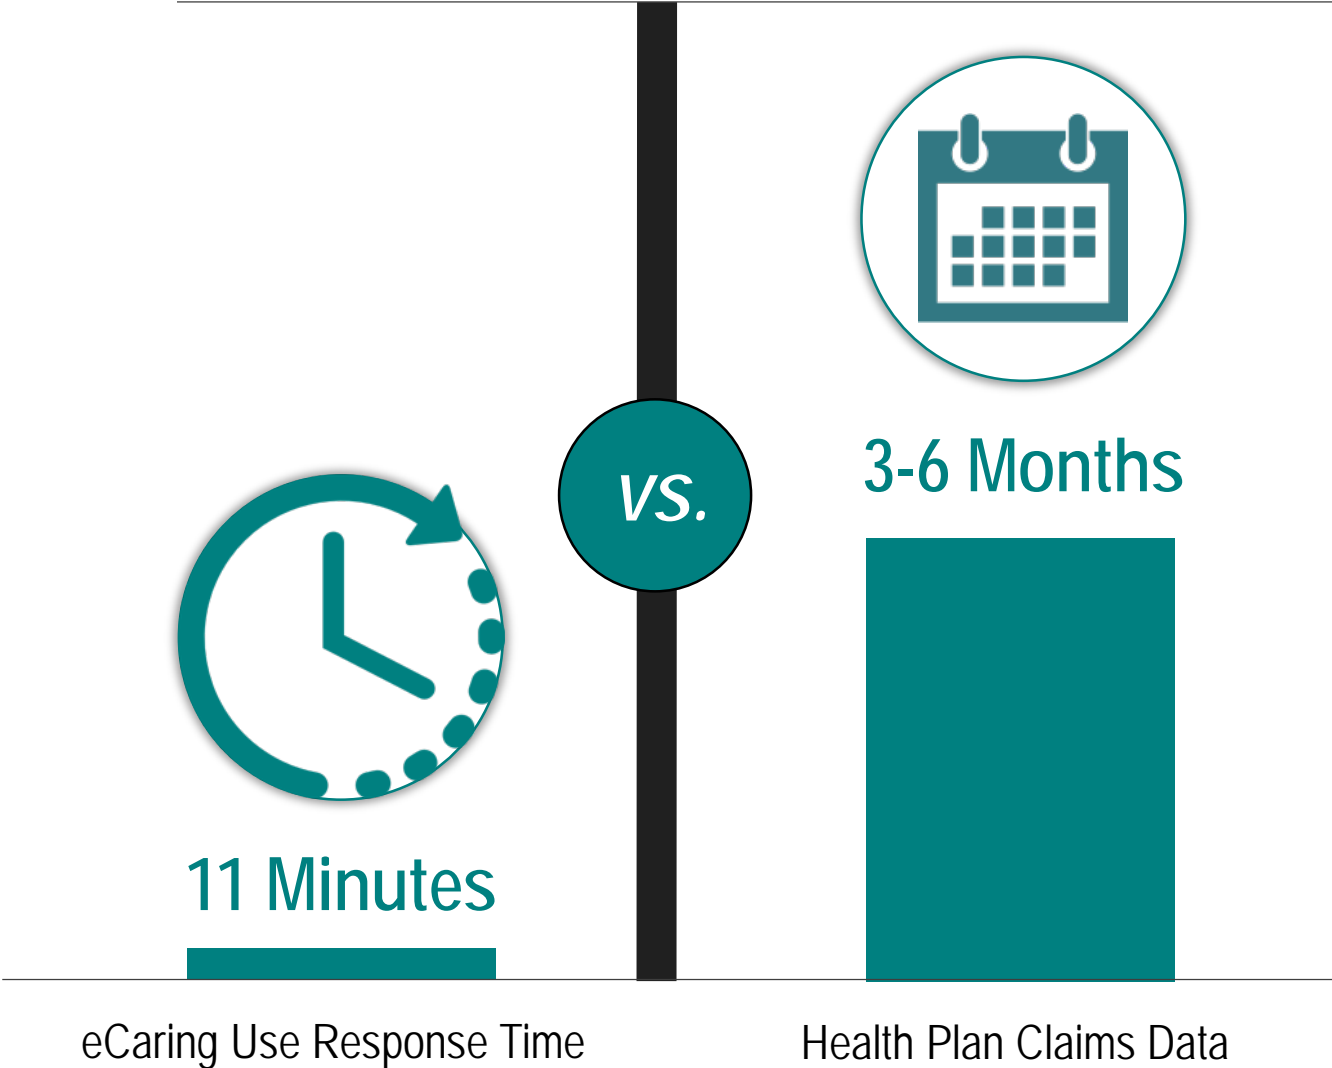 vs.
3-6 Months
11 Minutes
eCaring Use Response Time
Health Plan Claims Data